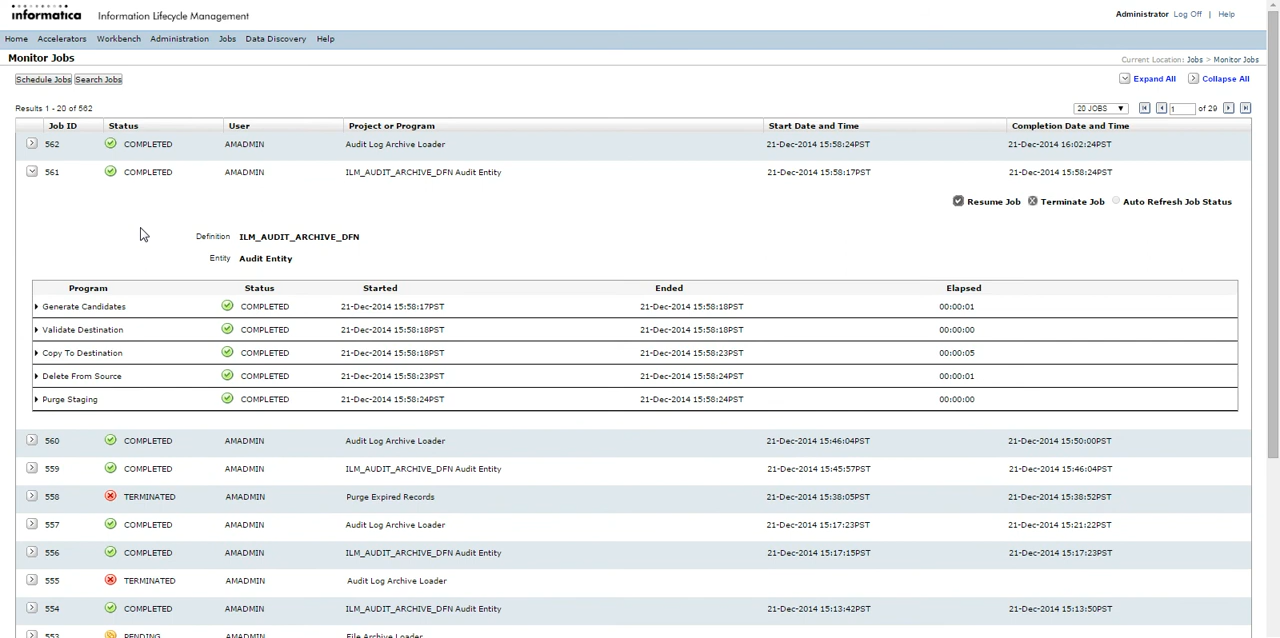 informatica Information Lifecycle Management Administrator Log Off | Help
Home Accelerators Workbench Administration Jobs Data Discovery Help
Monitor Jobs
Current Location: Jobs > Monitor Jobs
Schedule Jobs Search Jobs Expand All Collapse All
Results 1 - 20 of 562 20 JOBS 1 of 29
Job ID Status User Project or Program Start Date and Time Completion Date and Time
562 COMPLETED AMADMIN Audit Log Archive Loader 21-Dec-2014 15:58:24PST 21-Dec-2014 16:02:24PST
561 COMPLETED AMADMIN ILM_AUDIT_ARCHIVE_DFN Audit Entity 21-Dec-2014 15:58:17PST 21-Dec-2014 15:58:24PST
Resume Job Terminate Job Auto Refresh Job Status
Definition ILM_AUDIT_ARCHIVE_DFN
Entity Audit Entity
Program Status Started Ended Elapsed
Generate Candidates COMPLETED 21-Dec-2014 15:58:17PST 21-Dec-2014 15:58:18PST 00:00:01
Validate Destination COMPLETED 21-Dec-2014 15:58:18PST 21-Dec-2014 15:58:18PST 00:00:00
Copy To Destination COMPLETED 21-Dec-2014 15:58:18PST 21-Dec-2014 15:58:23PST 00:00:05
Delete From Source COMPLETED 21-Dec-2014 15:58:23PST 21-Dec-2014 15:58:24PST 00:00:01
Purge Staging COMPLETED 21-Dec-2014 15:58:24PST 21-Dec-2014 15:58:24PST 00:00:00
560 COMPLETED AMADMIN Audit Log Archive Loader 21-Dec-2014 15:46:04PST 21-Dec-2014 15:50:00PST
559 COMPLETED AMADMIN ILM_AUDIT_ARCHIVE_DFN Audit Entity 21-Dec-2014 15:45:57PST 21-Dec-2014 15:46:04PST
558 TERMINATED AMADMIN Purge Expired Records 21-Dec-2014 15:38:05PST 21-Dec-2014 15:38:52PST
557 COMPLETED AMADMIN Audit Log Archive Loader 21-Dec-2014 15:17:23PST 21-Dec-2014 15:21:22PST
556 COMPLETED AMADMIN ILM_AUDIT_ARCHIVE_DFN Audit Entity 21-Dec-2014 15:17:15PST 21-Dec-2014 15:17:23PST
555 TERMINATED AMADMIN Audit Log Archive Loader
554 COMPLETED AMADMIN ILM_AUDIT_ARCHIVE_DFN Audit Entity 21-Dec-2014 15:13:42PST 21-Dec-2014 15:13:50PST
553 PENDING AMADMIN File Archive Loader